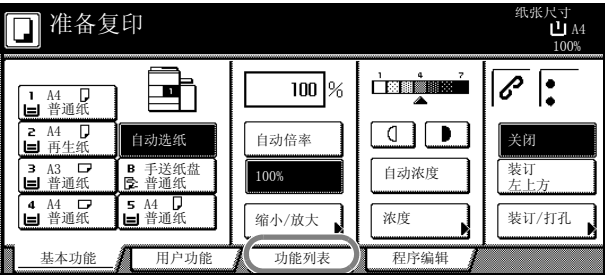 准备复印
纸张尺寸
1 A4
100%
1 A4
普通纸
2 A4
再生纸
3 A3
普通纸
4 A4
普通纸
1
自动选纸
B 手送纸盘
普通纸
5 A4
普通纸
100 %
自动倍率
100%
缩小/放大
1 4 7
自动浓度
浓度
关闭
装订
左上方
装订/打孔
基本功能
用户功能
功能列表
程序编辑